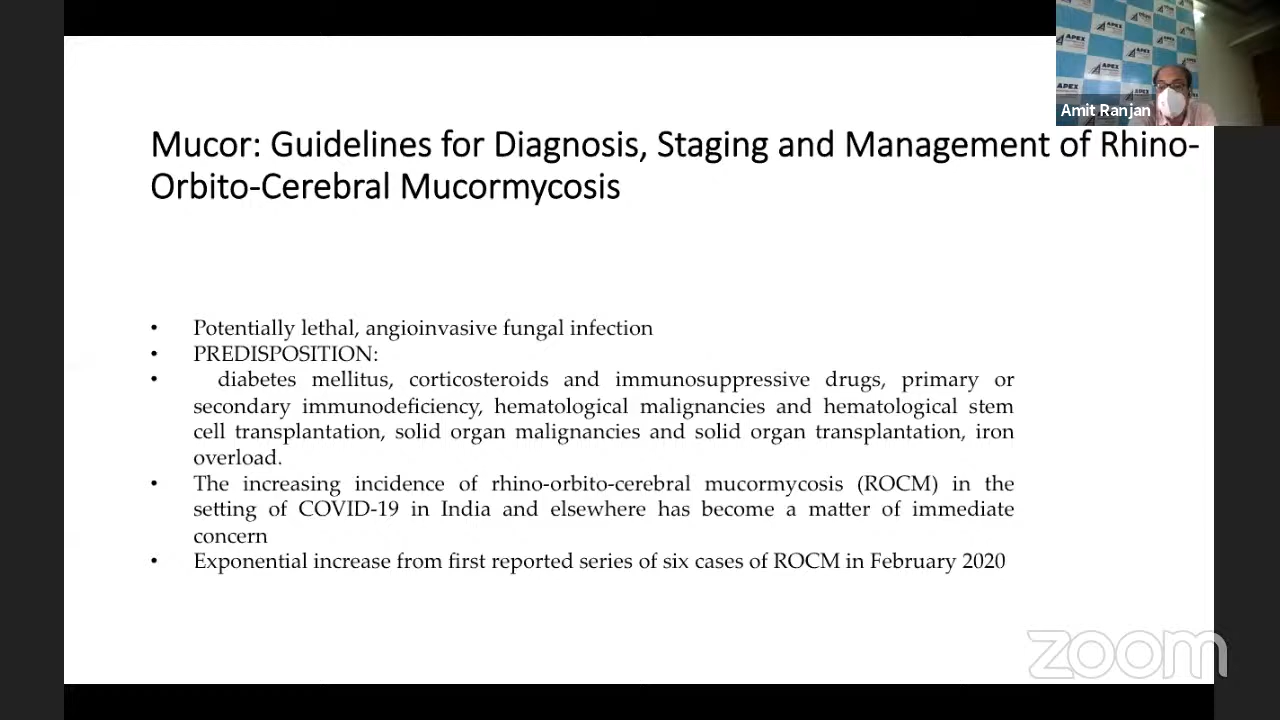 APEX
APEX
APEX
APEX
Amit Ranjan
Mucor: Guidelines for Diagnosis, Staging and Management of Rhino-
Orbito-Cerebral Mucormycosis
• Potentially lethal, angioinvasive fungal infection
• PREDISPOSITION:
• diabetes mellitus, corticosteroids and immunosuppressive drugs, primary or
secondary immunodeficiency, hematological malignancies and hematological stem
cell transplantation, solid organ malignancies and solid organ transplantation, iron
overload.
• The increasing incidence of rhino-orbito-cerebral mucormycosis (ROCM) in the
setting of COVID-19 in India and elsewhere has become a matter of immediate
concern
• Exponential increase from first reported series of six cases of ROCM in February 2020
zoom